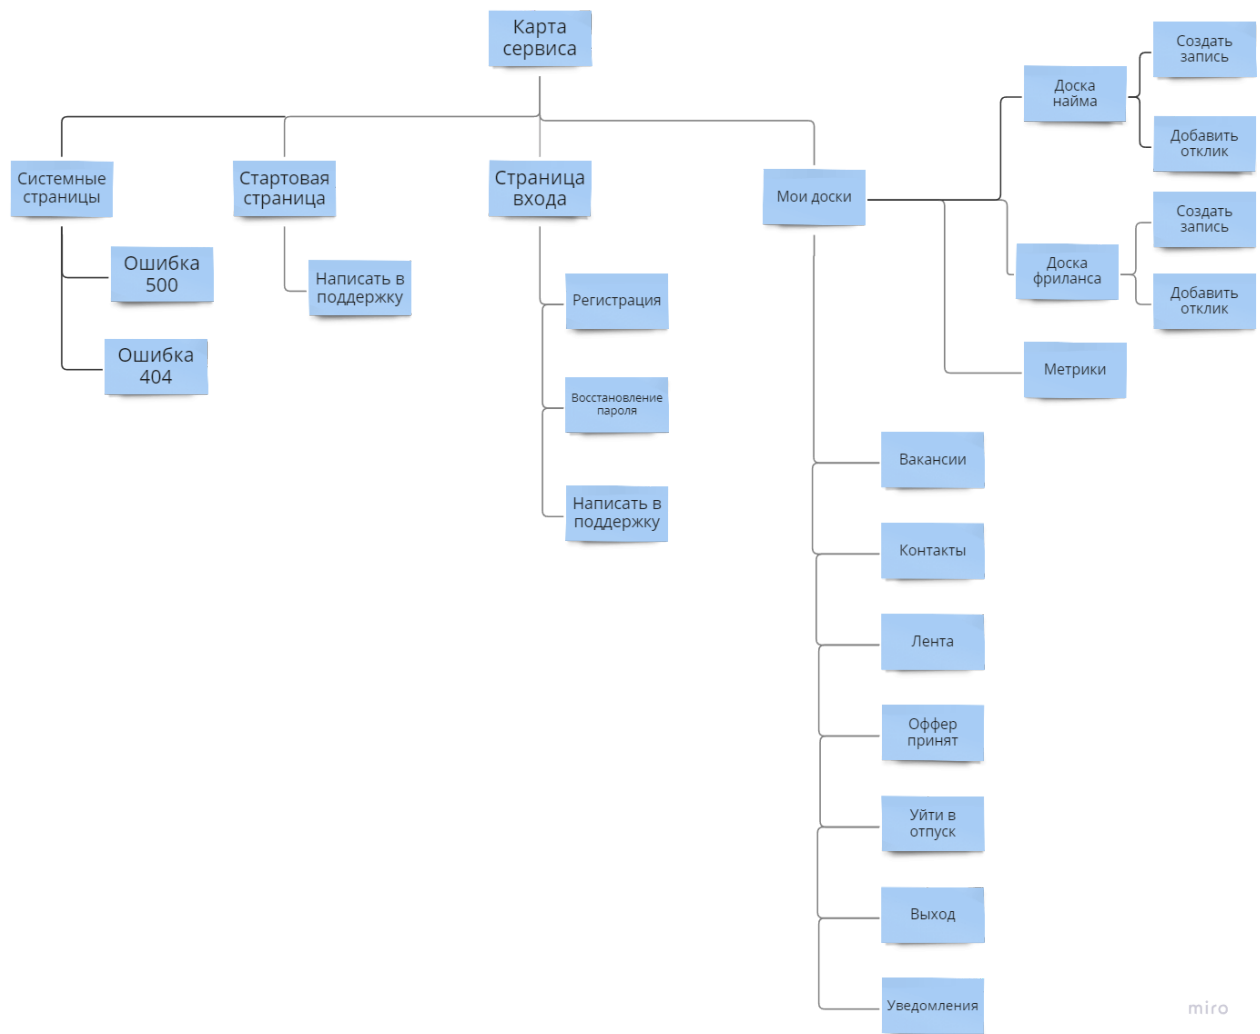 Карта
сервиса
Системные
страницы
Ошибка
500
Ошибка
404
Стартовая
страница
Написать в
поддержку
Страница
входа
Регистрация
Восстановление
пароля
Написать в
поддержку
Мои доски
Доска
найма
Создать
запись
Добавить
отклик
Доска
фриланса
Создать
запись
Добавить
отклик
Метрики
Вакансии
Контакты
Лента
Оффер
принят
Уйти в
отпуск
Выход
Уведомления
miro